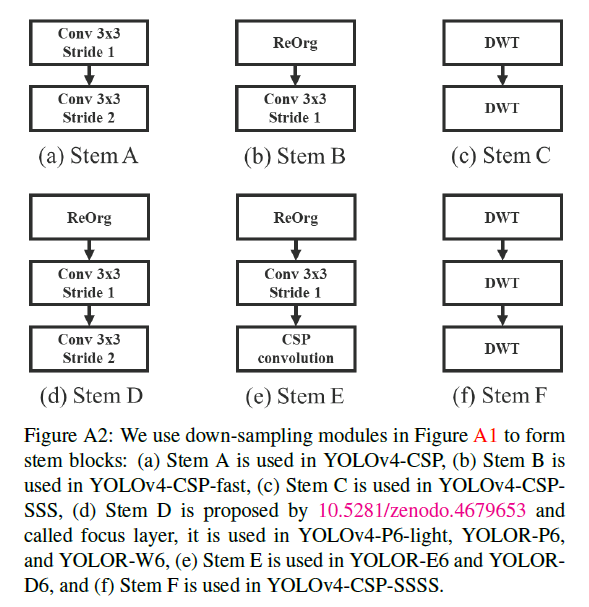 Conv 3x3
Stride 1
Conv 3x3
Stride 2
(a) Stem A
ReOrg
Conv 3x3
Stride 1
(b) Stem B
DWT
DWT
(c) Stem C
ReOrg
Conv 3x3
Stride 1
Conv 3x3
Stride 2
(d) Stem D
ReOrg
Conv 3x3
Stride 1
CSP
convolution
(e) Stem E
DWT
DWT
DWT
(f) Stem F
Figure A2: We use down-sampling modules in Figure A1 to form
stem blocks: (a) Stem A is used in YOLOv4-CSP, (b) Stem B is
used in YOLOv4-CSP-fast, (c) Stem C is used in YOLOv4-CSP-
SSS, (d) Stem D is proposed by 10.5281/zenodo.4679653 and
called focus layer, it is used in YOLOv4-P6-light, YOLOR-P6,
and YOLOR-W6, (e) Stem E is used in YOLOR-E6 and YOLOR-
D6, and (f) Stem F is used in YOLOv4-CSP-SSSS.